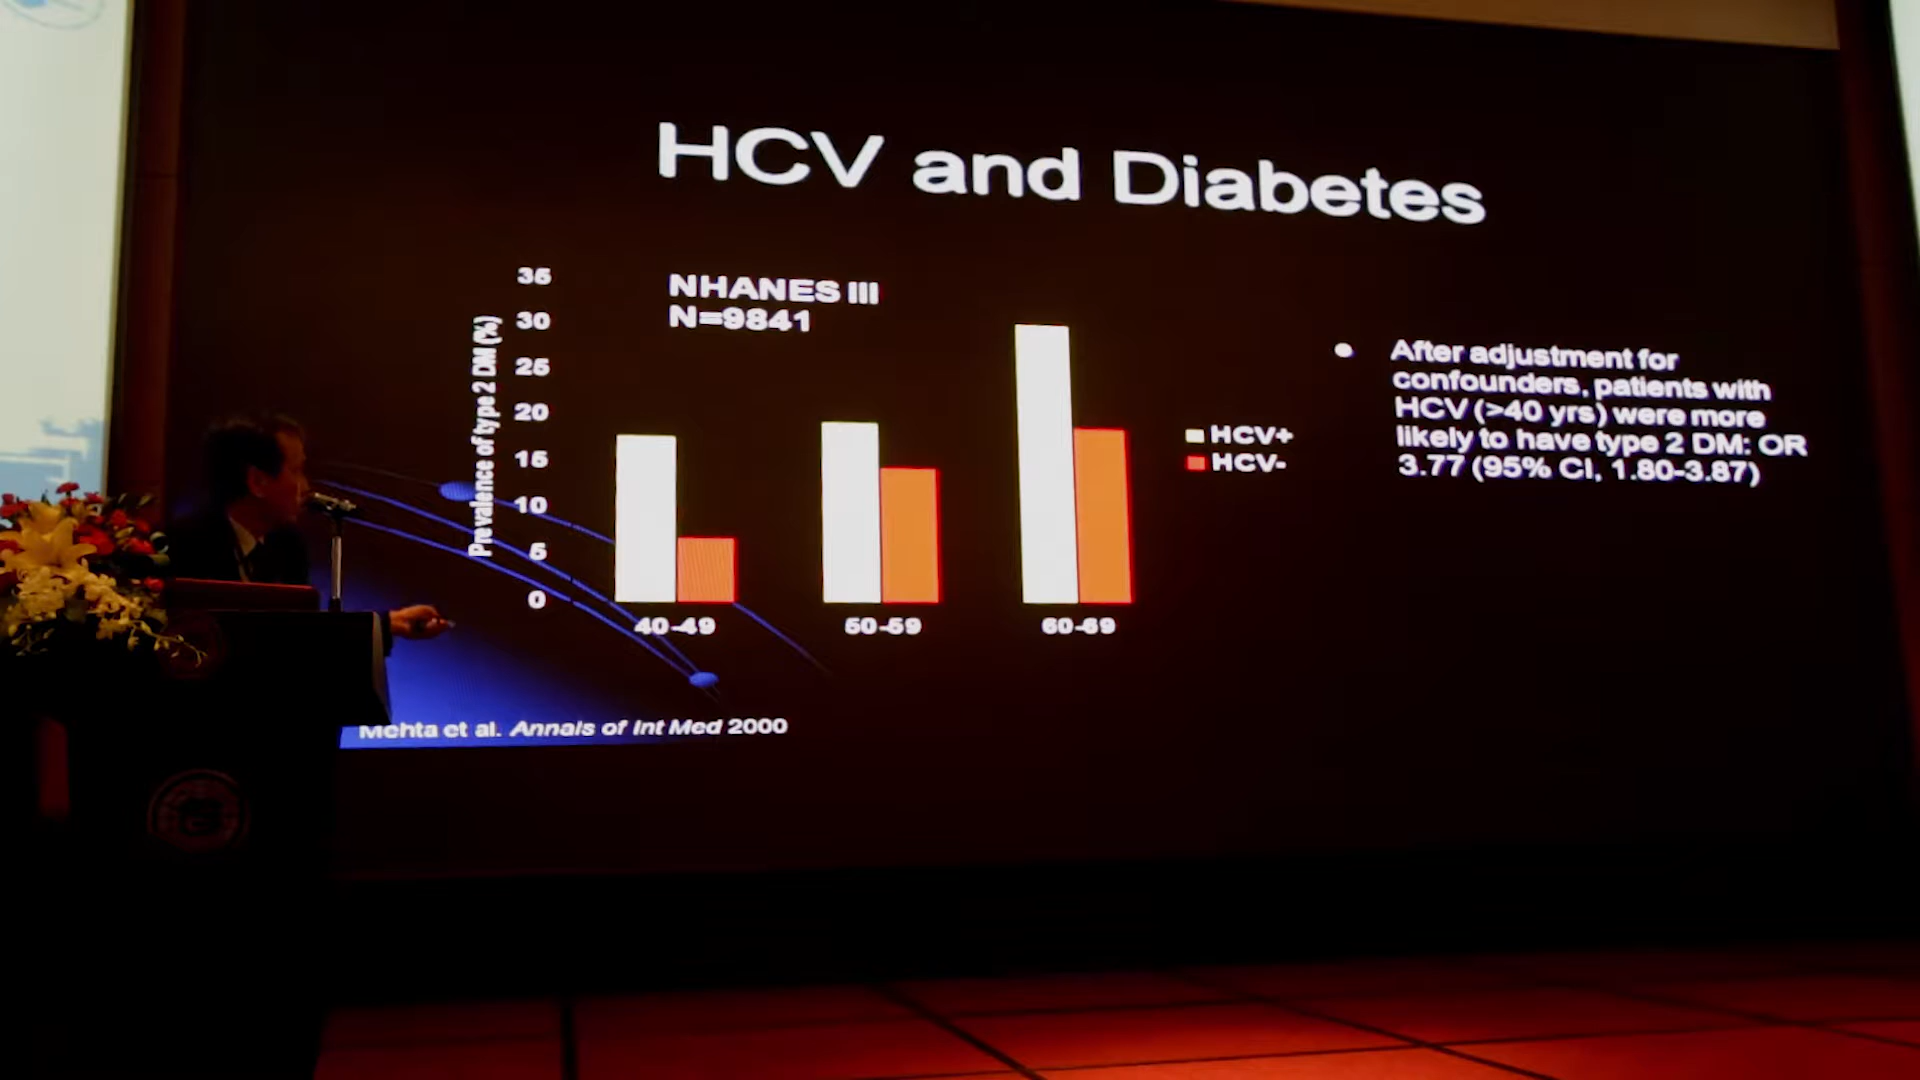 HCV and Diabetes
NHANES III
N=9841
Prevalence of type 2 DM (%)
35
30
25
20
15
10
5
0
40-49
50-59
60-69
HCV+
HCV-
After adjustment for
confounders, patients with
HCV (>40 yrs) were more
likely to have type 2 DM: OR
3.77 (95% CI, 1.80-3.87)
Mehta et al. Annals of Int Med 2000